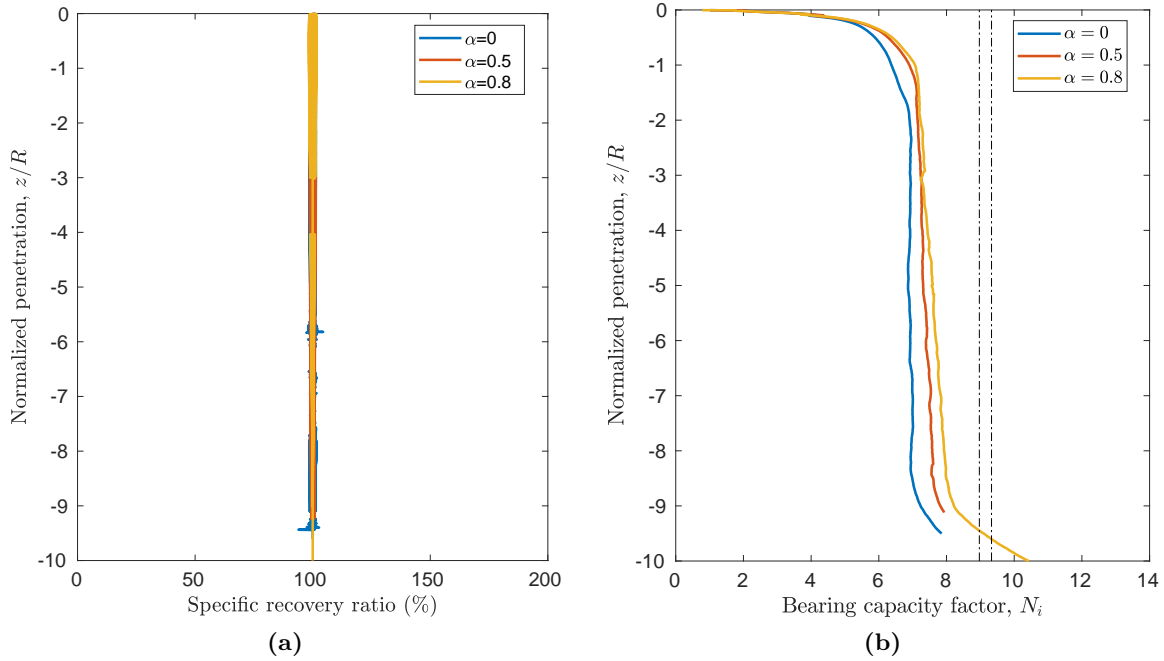 -0
-1
-2
-3
-4
-5
-6
-7
-8
-9
-10
0
50
100
150
200
Normalized penetration, z/R
Specific recovery ratio (%)
α=0
α=0.5
α=0.8
(a)
-0
-1
-2
-3
-4
-5
-6
-7
-8
-9
-10
0
2
4
6
8
10
12
14
Normalized penetration, z/R
Bearing capacity factor, Nᵢ
α = 0
α = 0.5
α = 0.8
(b)